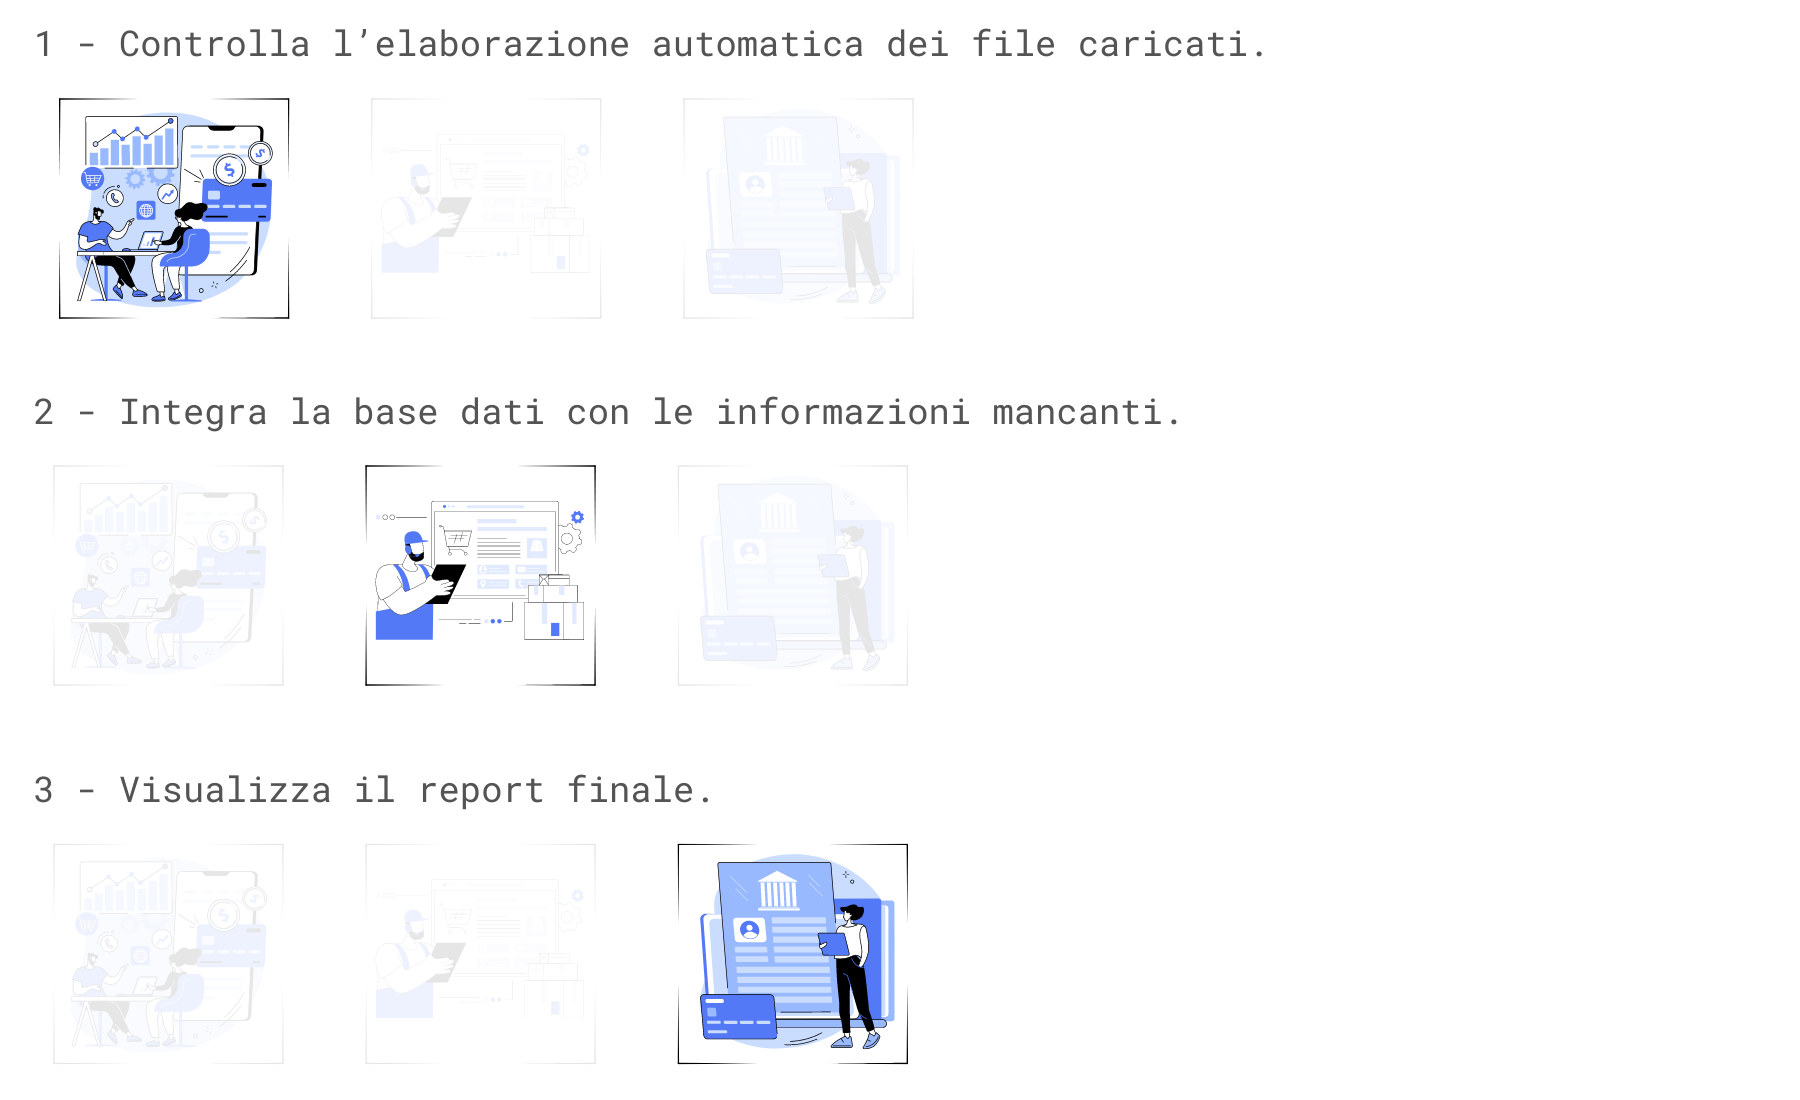 1 - Controlla l’elaborazione automatica dei file caricati.
2 - Integra la base dati con le informazioni mancanti.
3 - Visualizza il report finale.